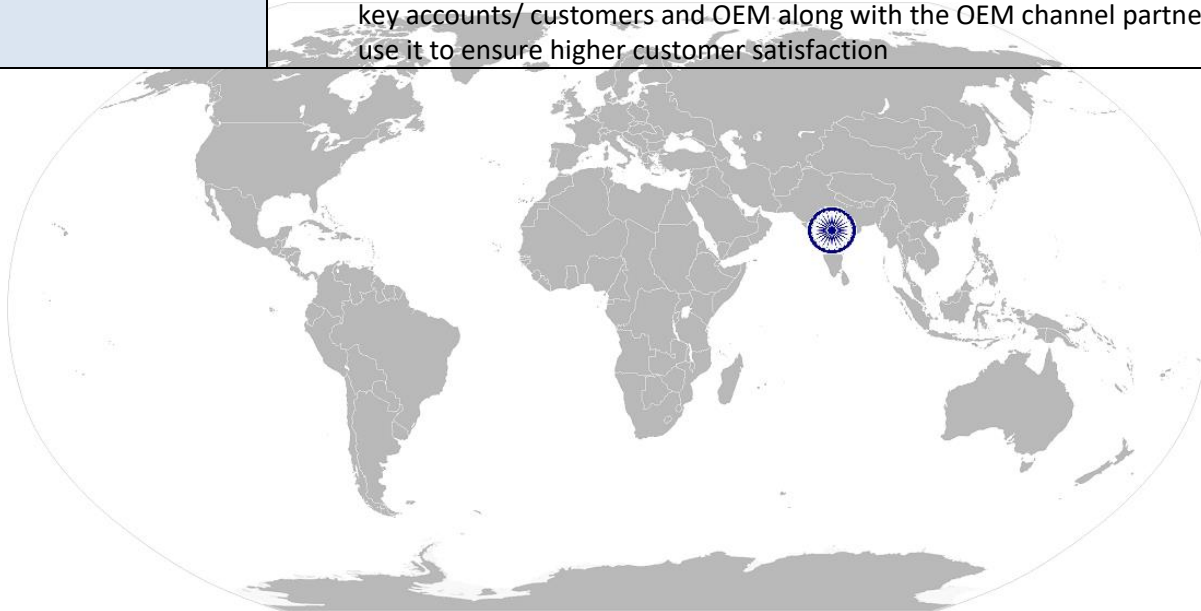 key accounts/ customers and OEM along with the OEM channel partne
use it to ensure higher customer satisfaction